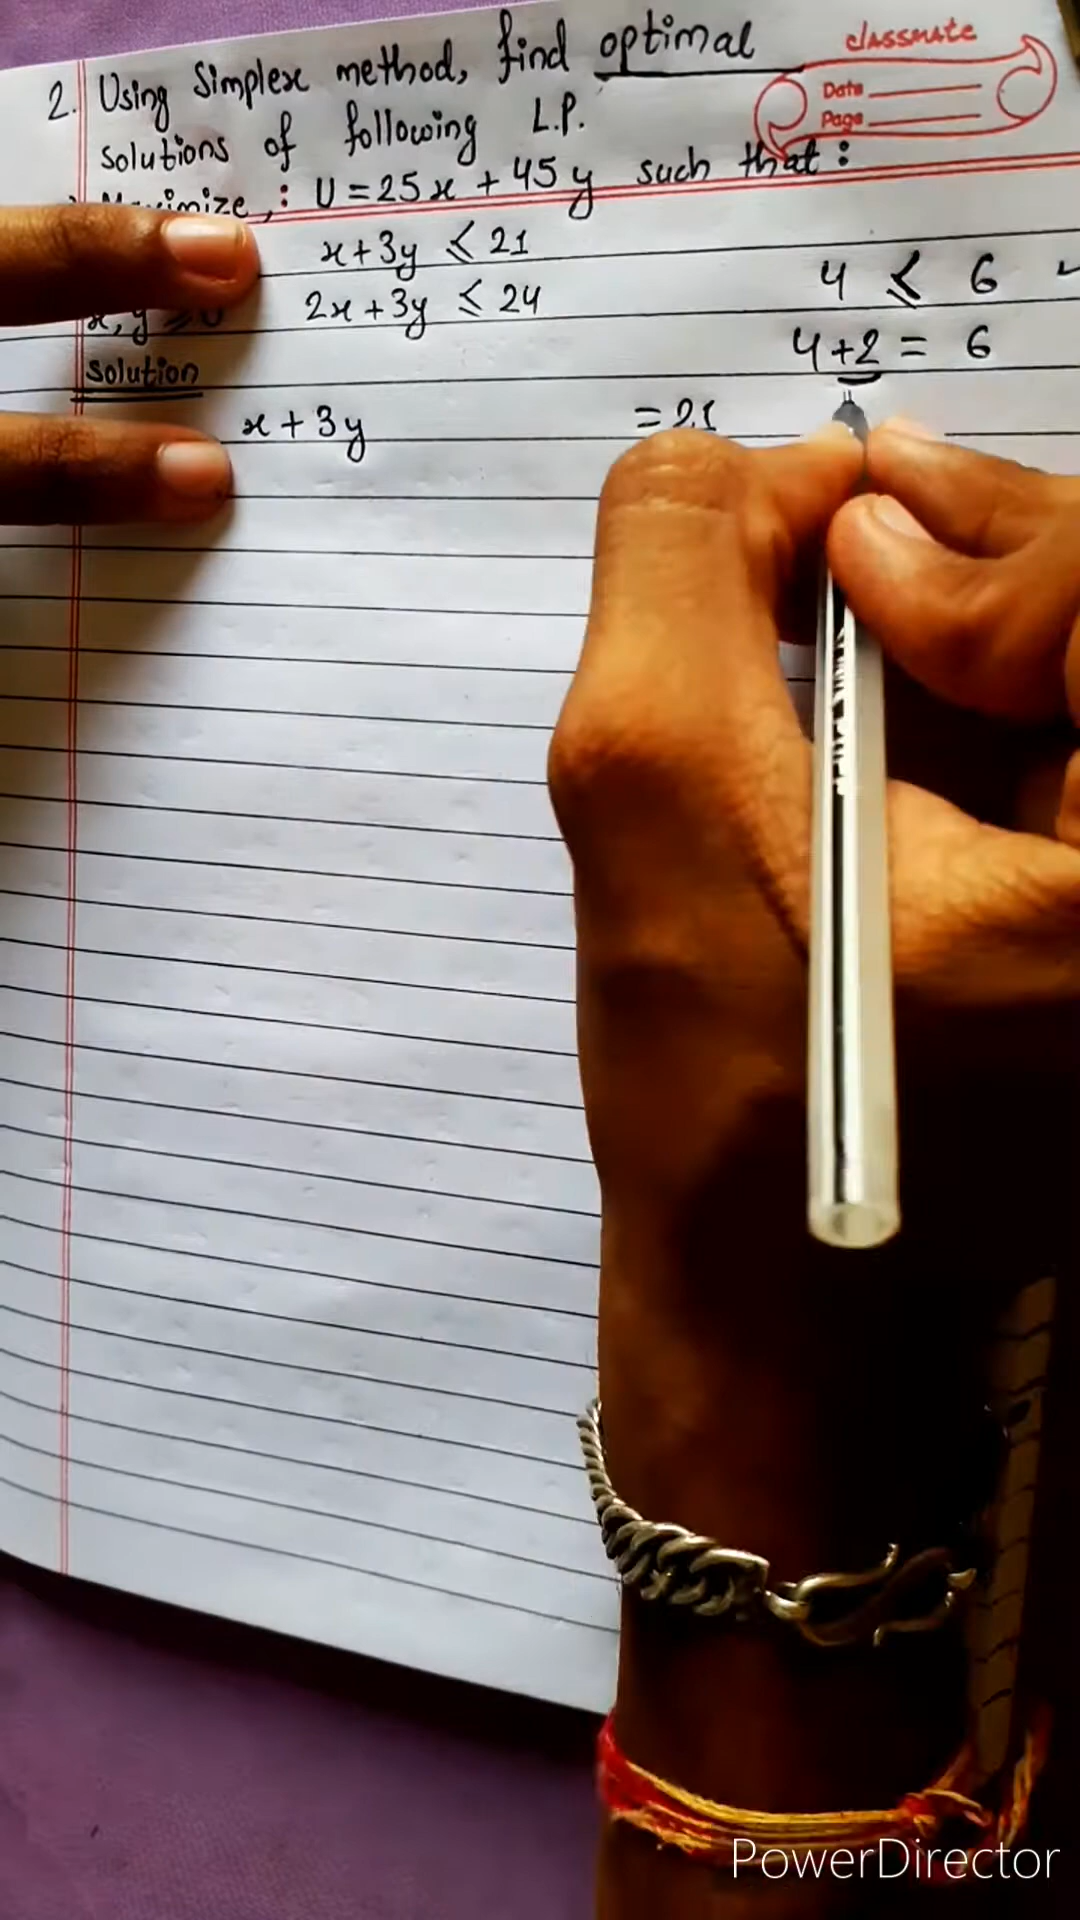 classmate
Date
Page
2. Using Simplex method, find optimal
solutions of following L.P.
: U = 25x + 45y such that :
x + 3y ≤ 21
2x + 3y ≤ 24
x, y ≥ 0
4 ≤ 6
4 + 2 = 6
Solution
x + 3y = 21
PowerDirector